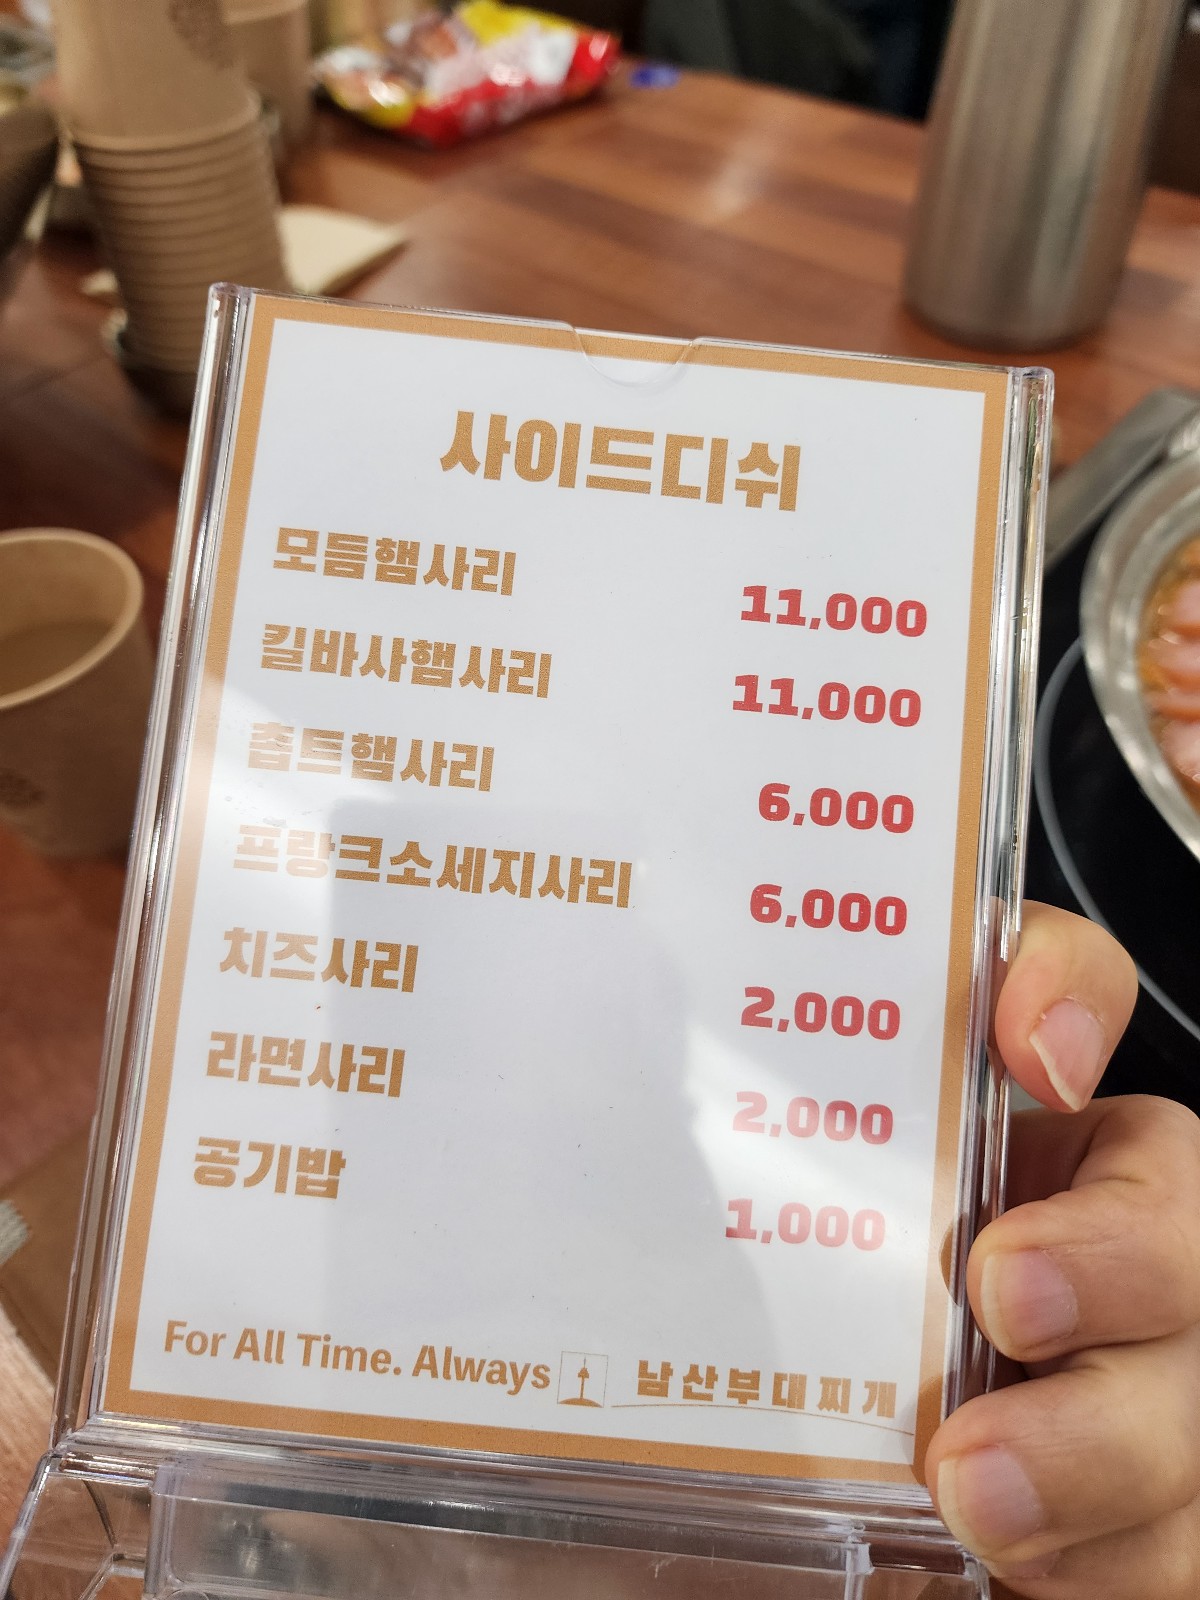 사이드디쉬
모듬햄사리 11,000
킬바사햄사리 11,000
춉트햄사리 6,000
프랑크소세지사리 6,000
치즈사리 2,000
라면사리 2,000
공기밥 1,000
For All Time. Always 남산부대찌개